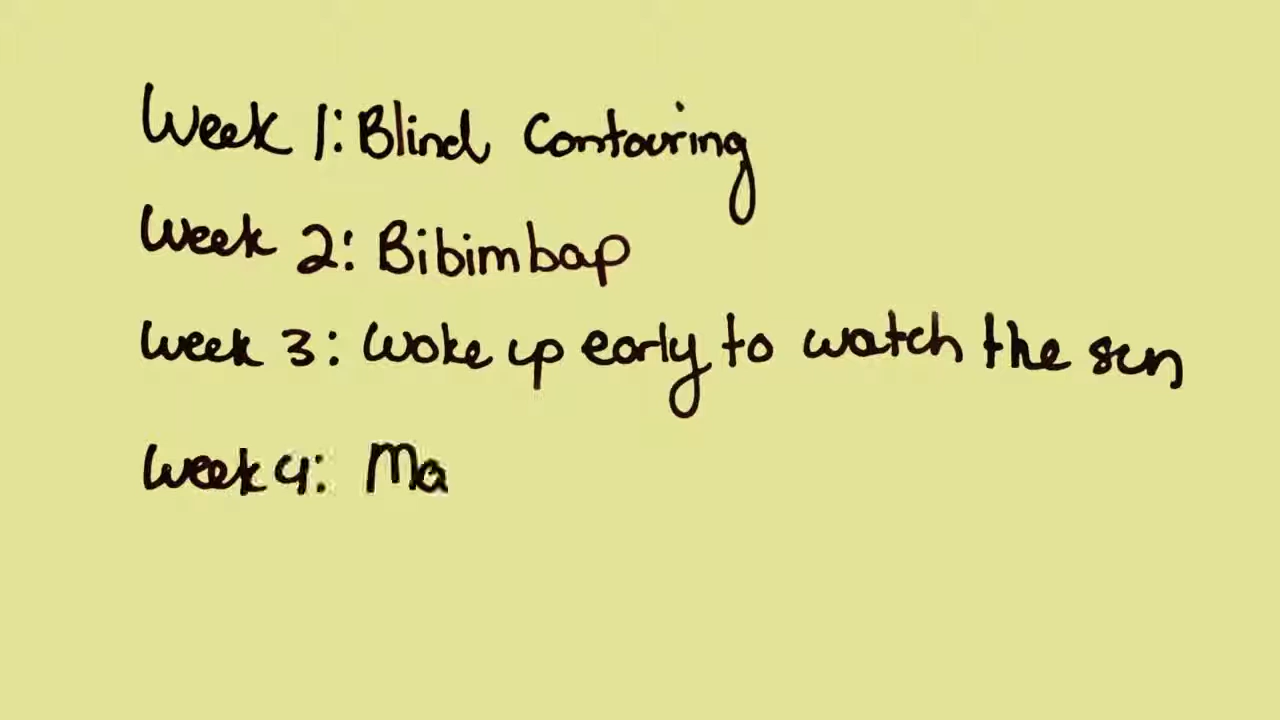 Week 1: Blind Contouring
Week 2: Bibimbap
Week 3: Woke up early to watch the sun
Week 4: Ma